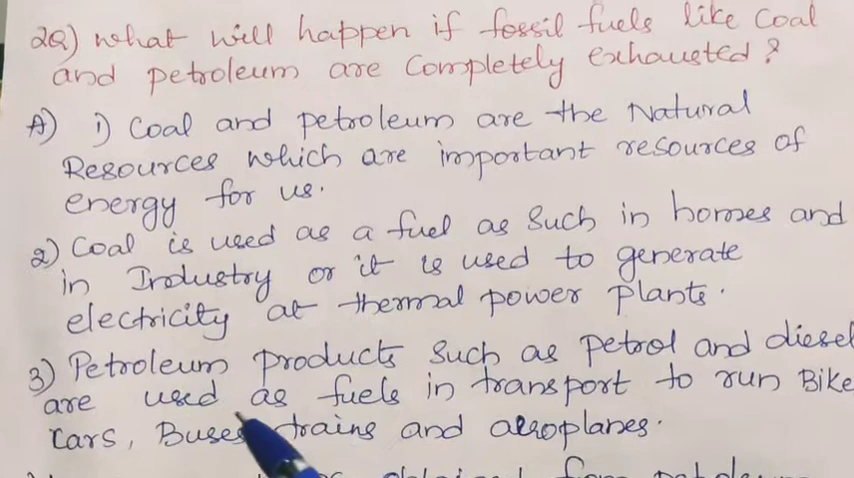 2Q) What will happen if fossil fuels like Coal
and petroleum are Completely exhausted?
A) 1) Coal and petroleum are the Natural
Resources which are important resources of
energy for us.
2) Coal is used as a fuel as Such in homes and
in Industry or it is used to generate
electricity at thermal power plants.
3) Petroleum products Such as petrol and diesel
are used as fuels in transport to run Bike
Cars, Buses trains and aeroplanes.
obtained from